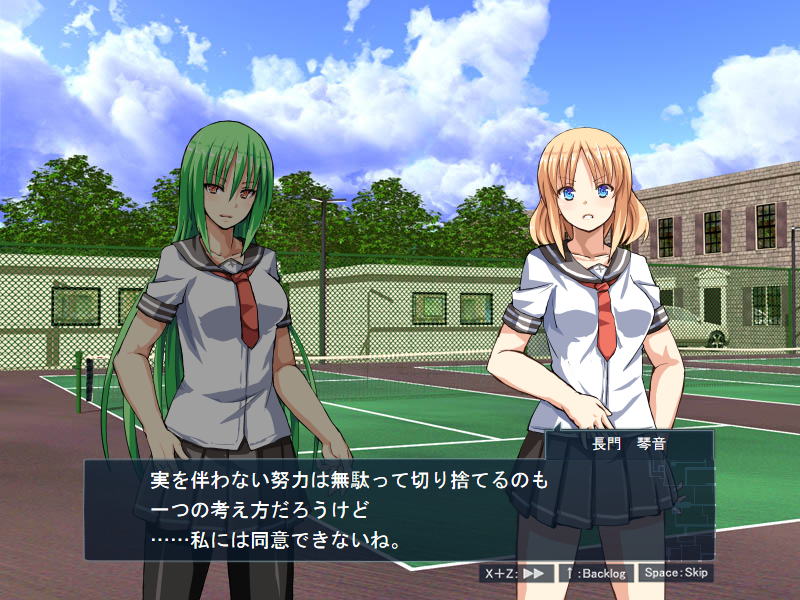 長門　琴音
実を伴わない努力は無駄って切り捨てるのも
一つの考え方だろうけど
……私には同意できないね。
X+Z:▶▶ ↑:Backlog Space:Skip